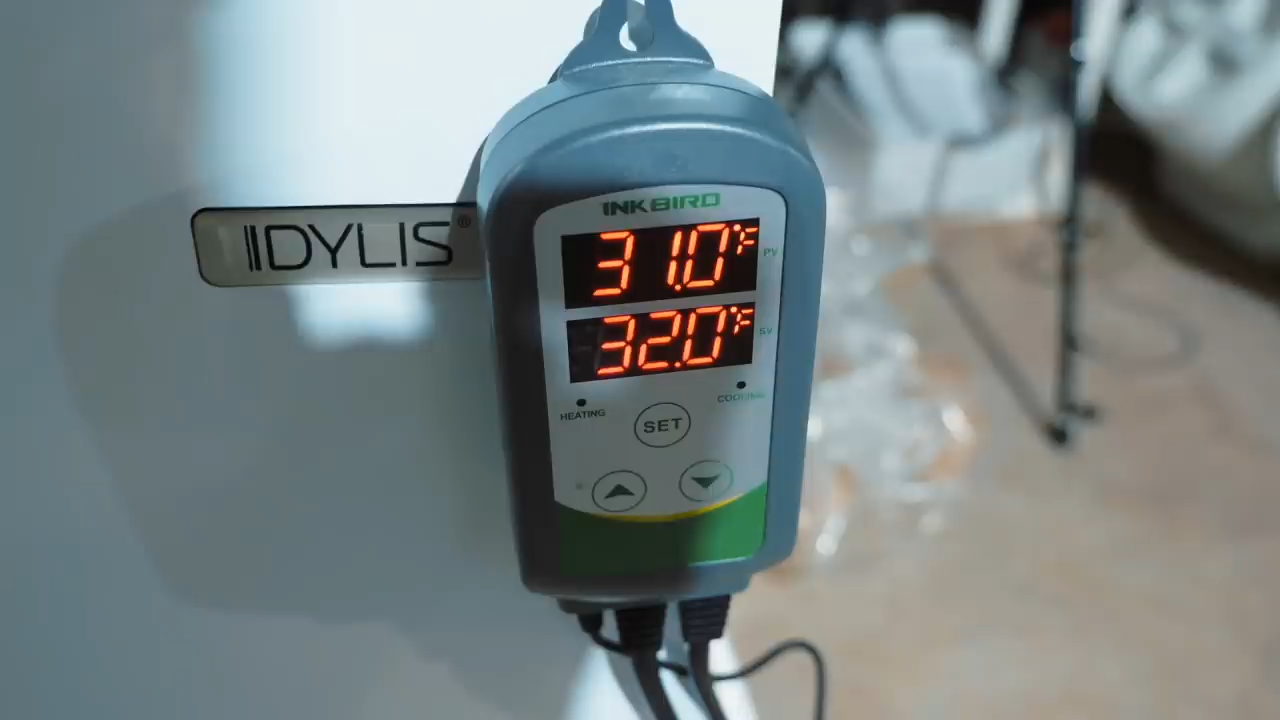 IDYLIS®
INKBIRD
31.0°F PV
32.0°F SV
HEATING
COOLING
SET